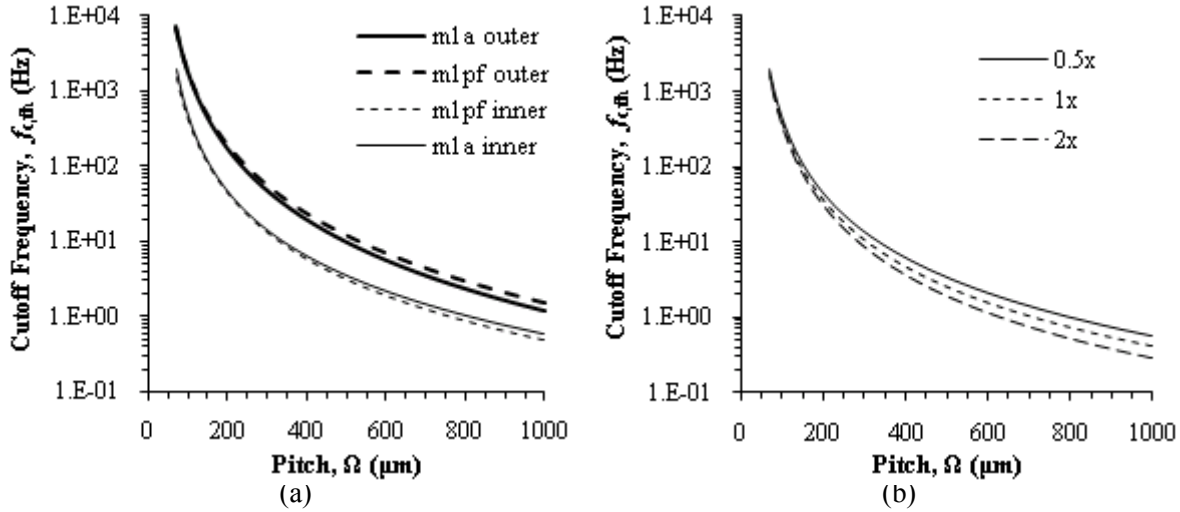 1.E+04
1.E+03
1.E+02
1.E+01
1.E+00
1.E-01
Cutoff Frequency, fc,th (Hz)
m1a outer
m1pf outer
m1pf inner
m1a inner
0 200 400 600 800 1000
Pitch, Ω (μm)
(a)
1.E+04
1.E+03
1.E+02
1.E+01
1.E+00
1.E-01
Cutoff Frequency, fc,th (Hz)
0.5x
1x
2x
0 200 400 600 800 1000
Pitch, Ω (μm)
(b)